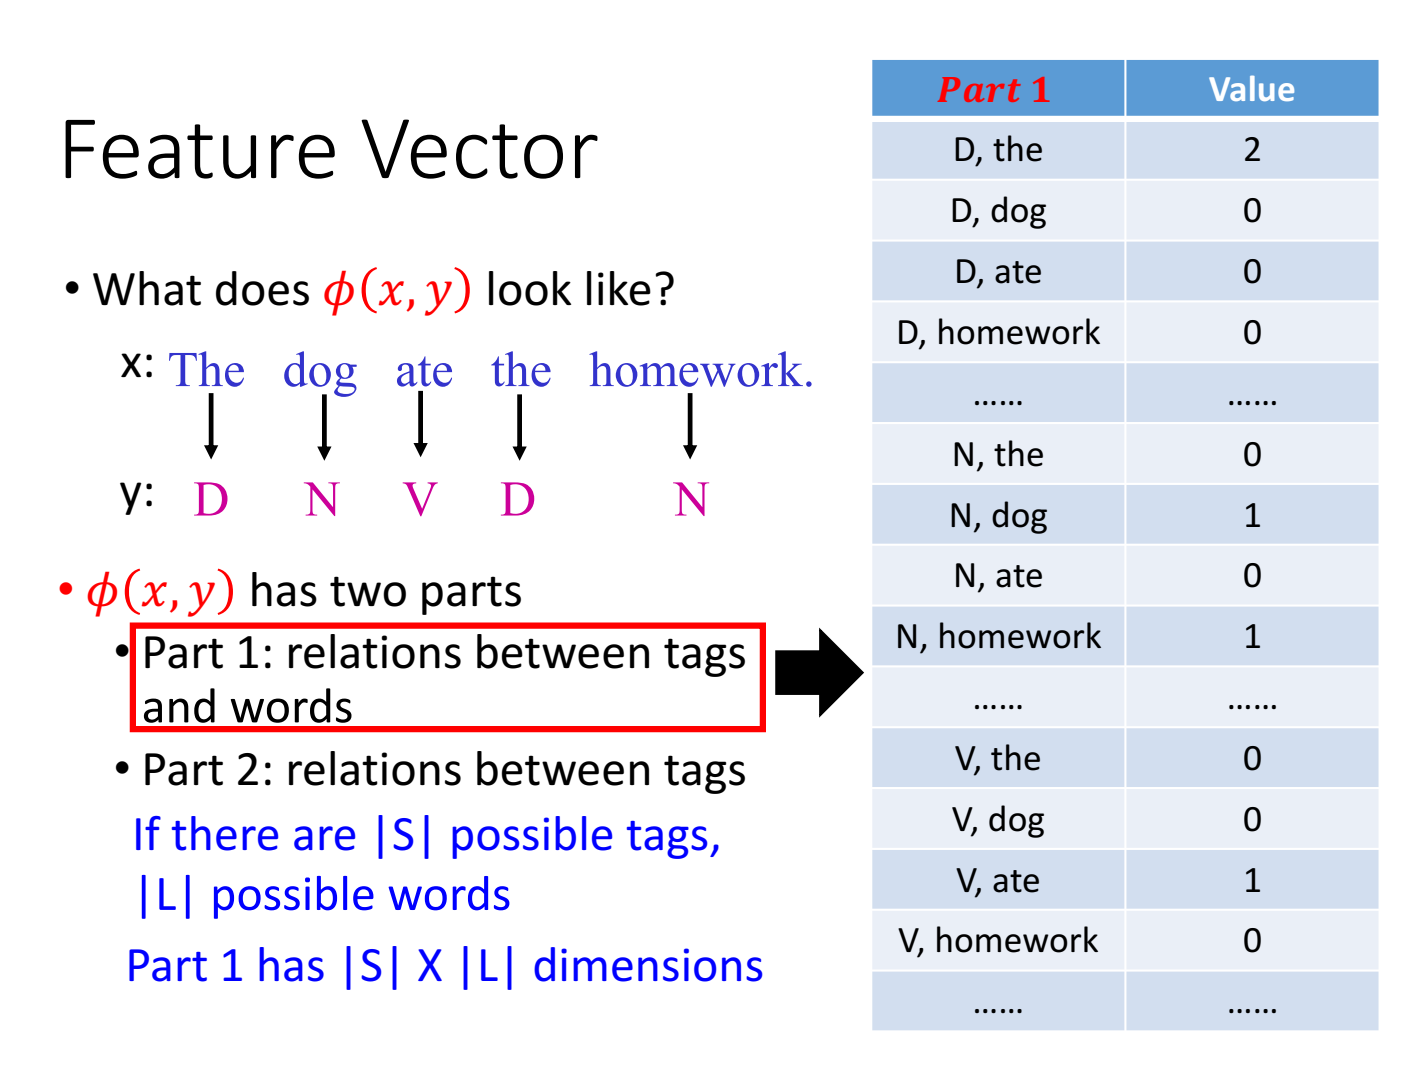 Feature Vector
• What does ϕ(x, y) look like?
x: The dog ate the homework.
y: D N V D N
• ϕ(x, y) has two parts
• Part 1: relations between tags
and words
• Part 2: relations between tags
If there are |S| possible tags,
|L| possible words
Part 1 has |S| X |L| dimensions
Part 1 Value
D, the 2
D, dog 0
D, ate 0
D, homework 0
...... ......
N, the 0
N, dog 1
N, ate 0
N, homework 1
...... ......
V, the 0
V, dog 0
V, ate 1
V, homework 0
...... ......